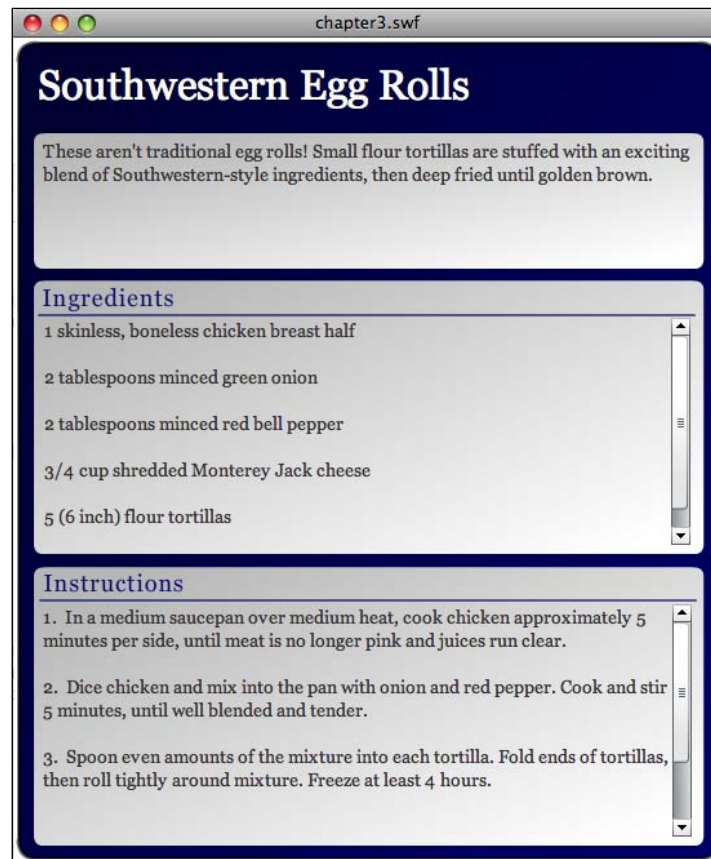 chapter3.swf
Southwestern Egg Rolls
These aren't traditional egg rolls! Small flour tortillas are stuffed with an exciting
blend of Southwestern-style ingredients, then deep fried until golden brown.
Ingredients
1 skinless, boneless chicken breast half
2 tablespoons minced green onion
2 tablespoons minced red bell pepper
3/4 cup shredded Monterey Jack cheese
5 (6 inch) flour tortillas
Instructions
1.  In a medium saucepan over medium heat, cook chicken approximately 5
minutes per side, until meat is no longer pink and juices run clear.
2.  Dice chicken and mix into the pan with onion and red pepper. Cook and stir
5 minutes, until well blended and tender.
3.  Spoon even amounts of the mixture into each tortilla. Fold ends of tortillas,
then roll tightly around mixture. Freeze at least 4 hours.